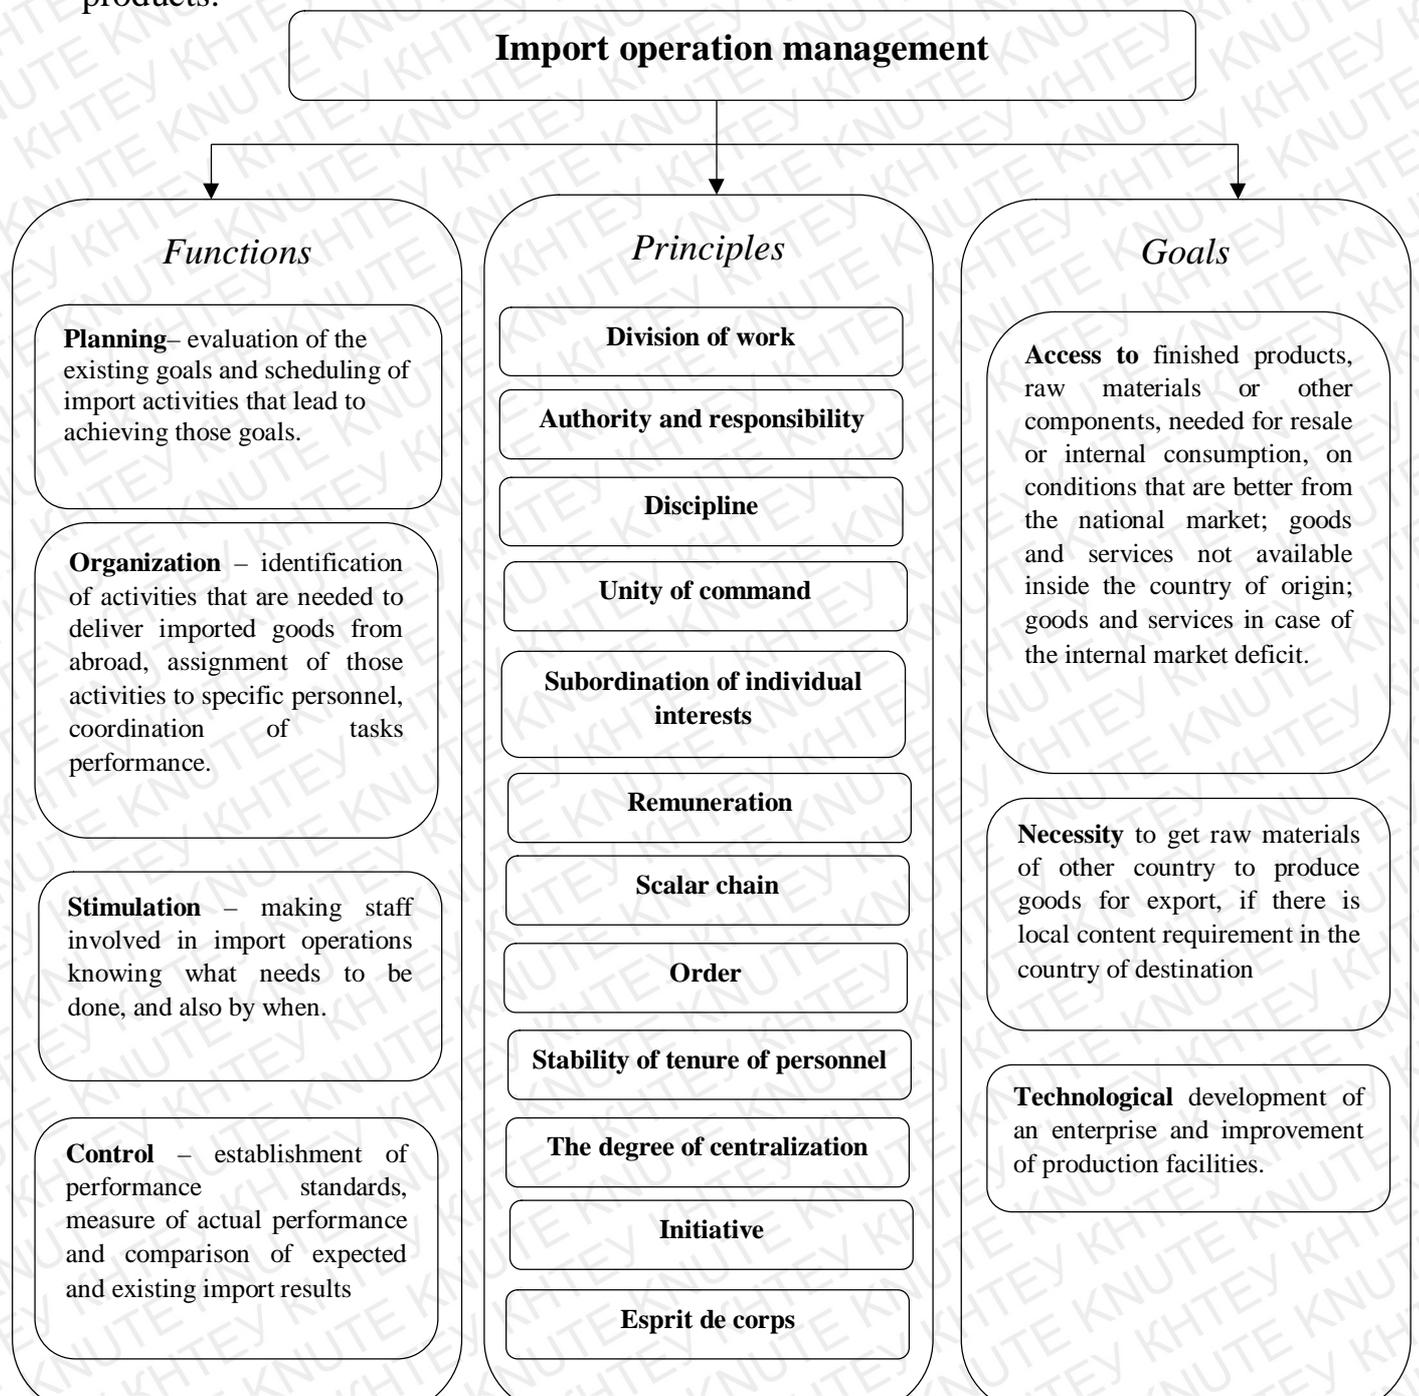 products.
Import operation management
Functions
Planning– evaluation of the
existing goals and scheduling of
import activities that lead to
achieving those goals.
Organization – identification
of activities that are needed to
deliver imported goods from
abroad, assignment of those
activities to specific personnel,
coordination of tasks
performance.
Stimulation – making staff
involved in import operations
knowing what needs to be
done, and also by when.
Control – establishment of
performance standards,
measure of actual performance
and comparison of expected
and existing import results
Principles
Division of work
Authority and responsibility
Discipline
Unity of command
Subordination of individual
interests
Remuneration
Scalar chain
Order
Stability of tenure of personnel
The degree of centralization
Initiative
Esprit de corps
Goals
Access to finished products,
raw materials or other
components, needed for resale
or internal consumption, on
conditions that are better from
the national market; goods
and services not available
inside the country of origin;
goods and services in case of
the internal market deficit.
Necessity to get raw materials
of other country to produce
goods for export, if there is
local content requirement in the
country of destination
Technological development of
an enterprise and improvement
of production facilities.